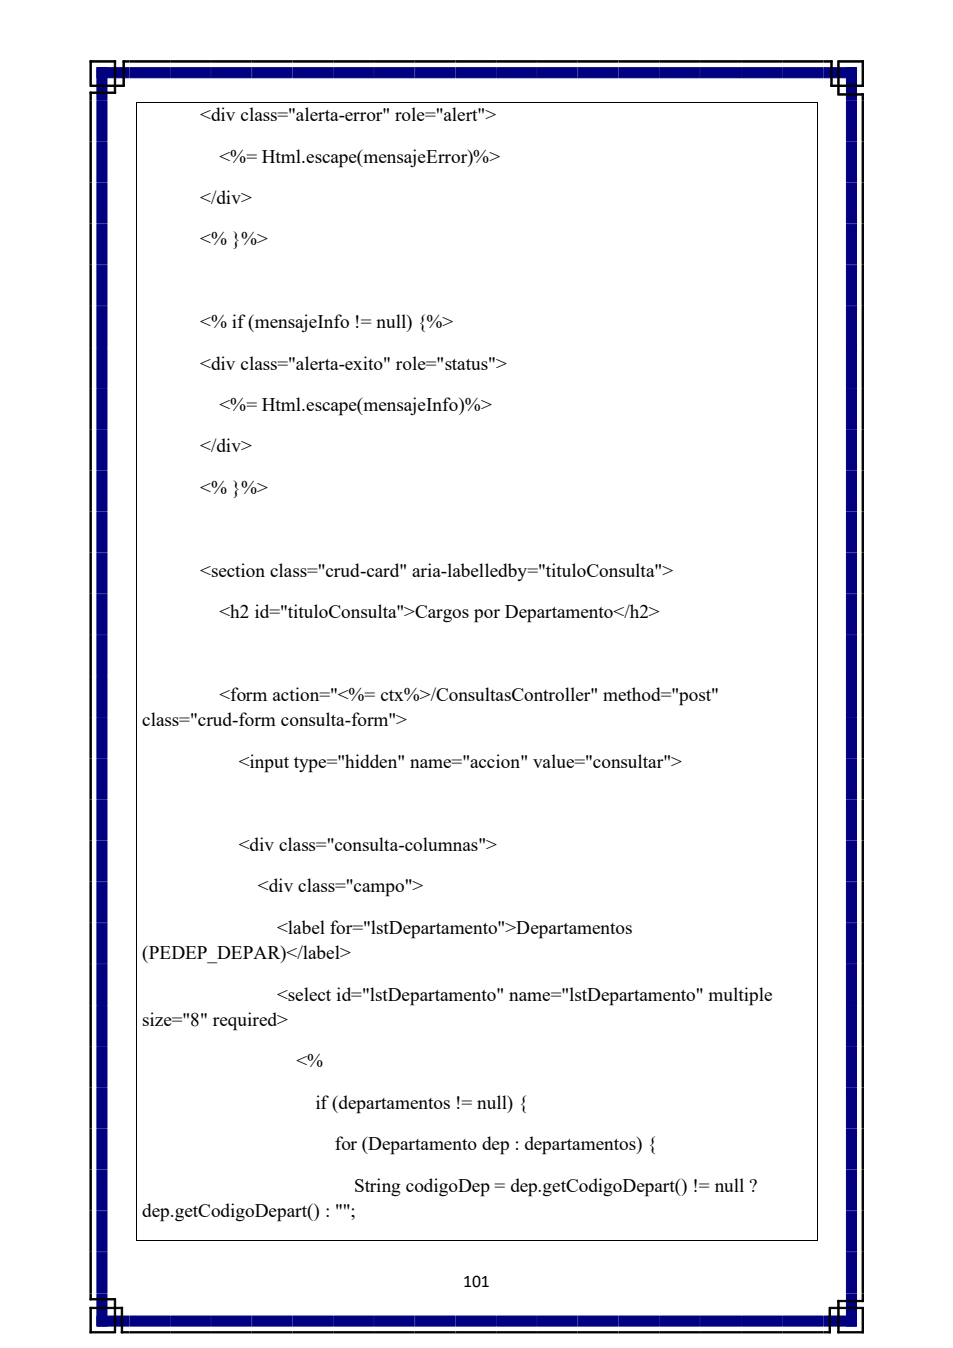 <div class="alerta-error" role="alert">
<%= Html.escape(mensajeError)%>
</div>
<% }%>
<% if (mensajeInfo != null) {%>
<div class="alerta-exito" role="status">
<%= Html.escape(mensajeInfo)%>
</div>
<% }%>
<section class="crud-card" aria-labelledby="tituloConsulta">
<h2 id="tituloConsulta">Cargos por Departamento</h2>
<form action="<%= ctx%>/ConsultasController" method="post"
class="crud-form consulta-form">
<input type="hidden" name="accion" value="consultar">
<div class="consulta-columnas">
<div class="campo">
<label for="lstDepartamento">Departamentos
(PEDEP_DEPAR)</label>
<select id="lstDepartamento" name="lstDepartamento" multiple
size="8" required>
<%
if (departamentos != null) {
for (Departamento dep : departamentos) {
String codigoDep = dep.getCodigoDepart() != null ?
dep.getCodigoDepart() : "";
101